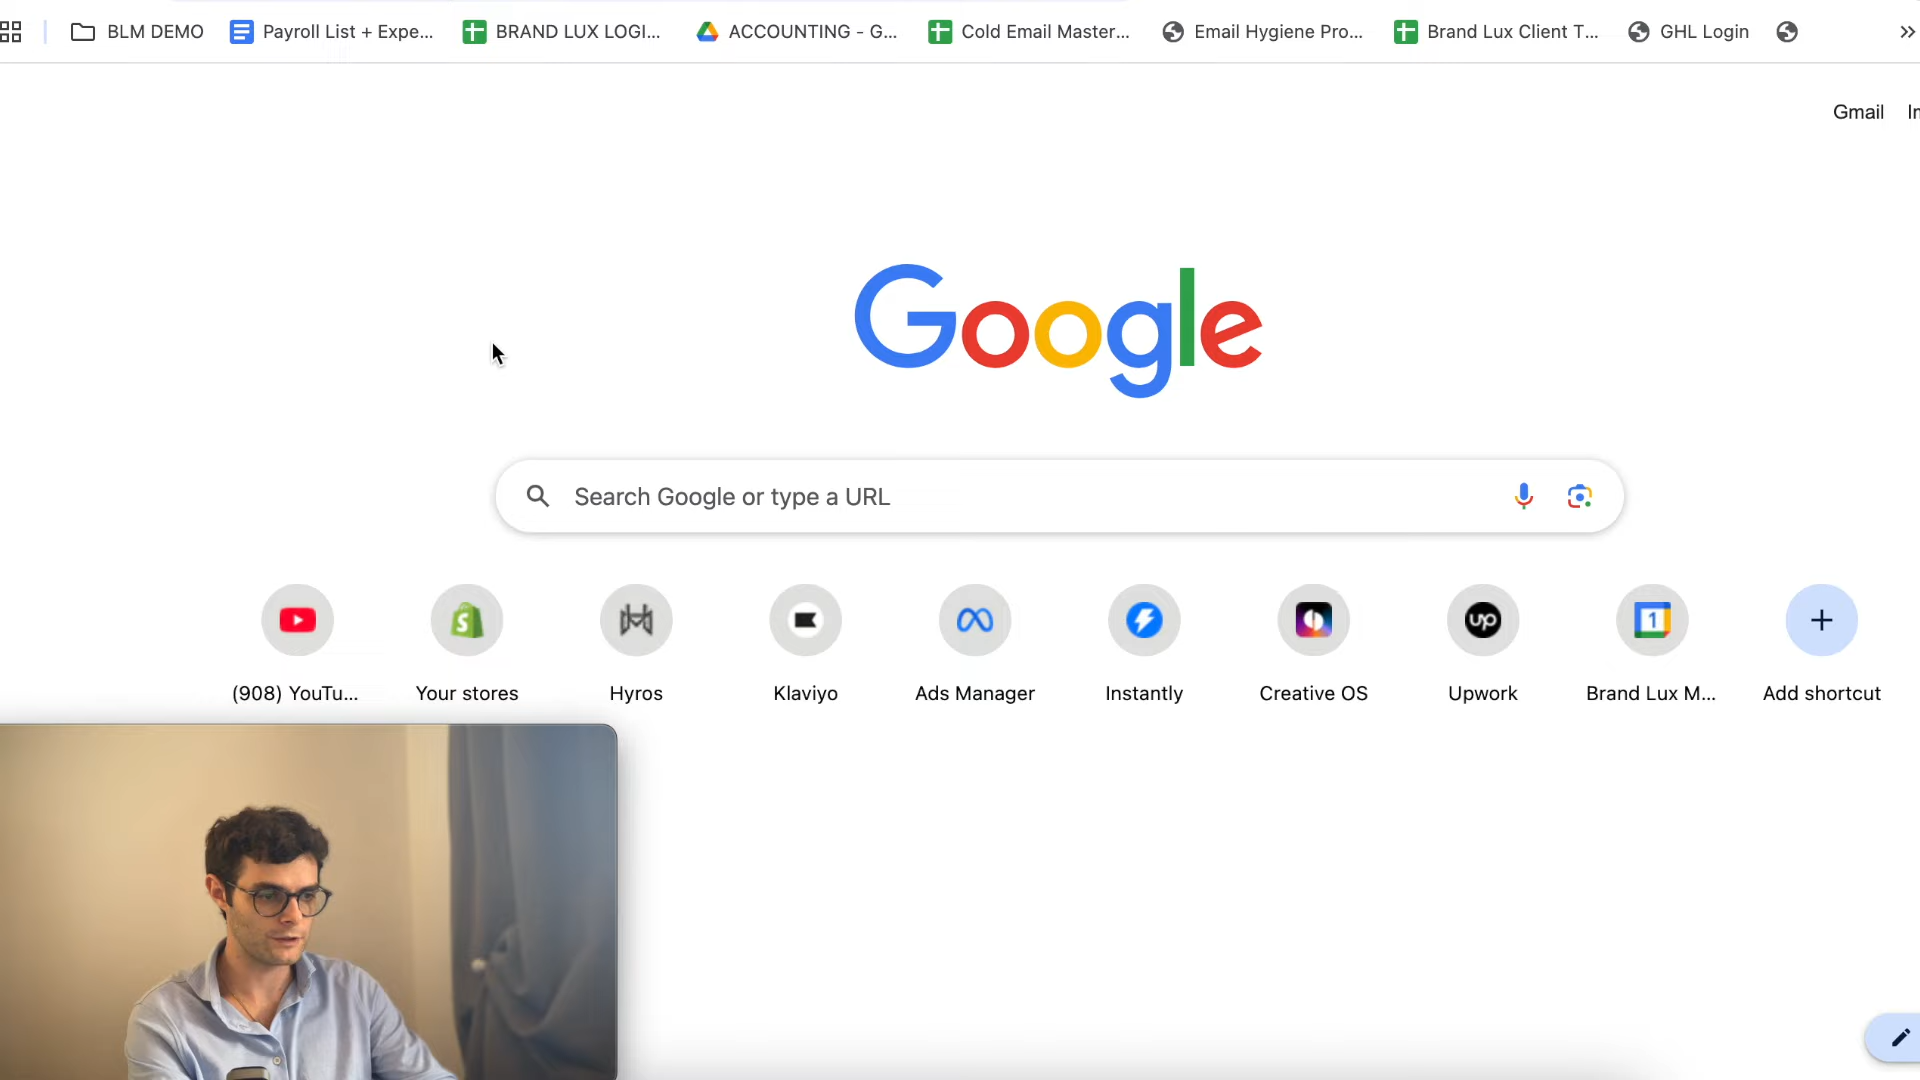 BLM DEMO
Payroll List + Expe...
BRAND LUX LOGI...
ACCOUNTING - G...
Cold Email Master...
Email Hygiene Pro...
Brand Lux Client T...
GHL Login
Gmail
Google
Search Google or type a URL
(908) YouTu...
Your stores
Hyros
Klaviyo
Ads Manager
Instantly
Creative OS
Upwork
Brand Lux M...
Add shortcut